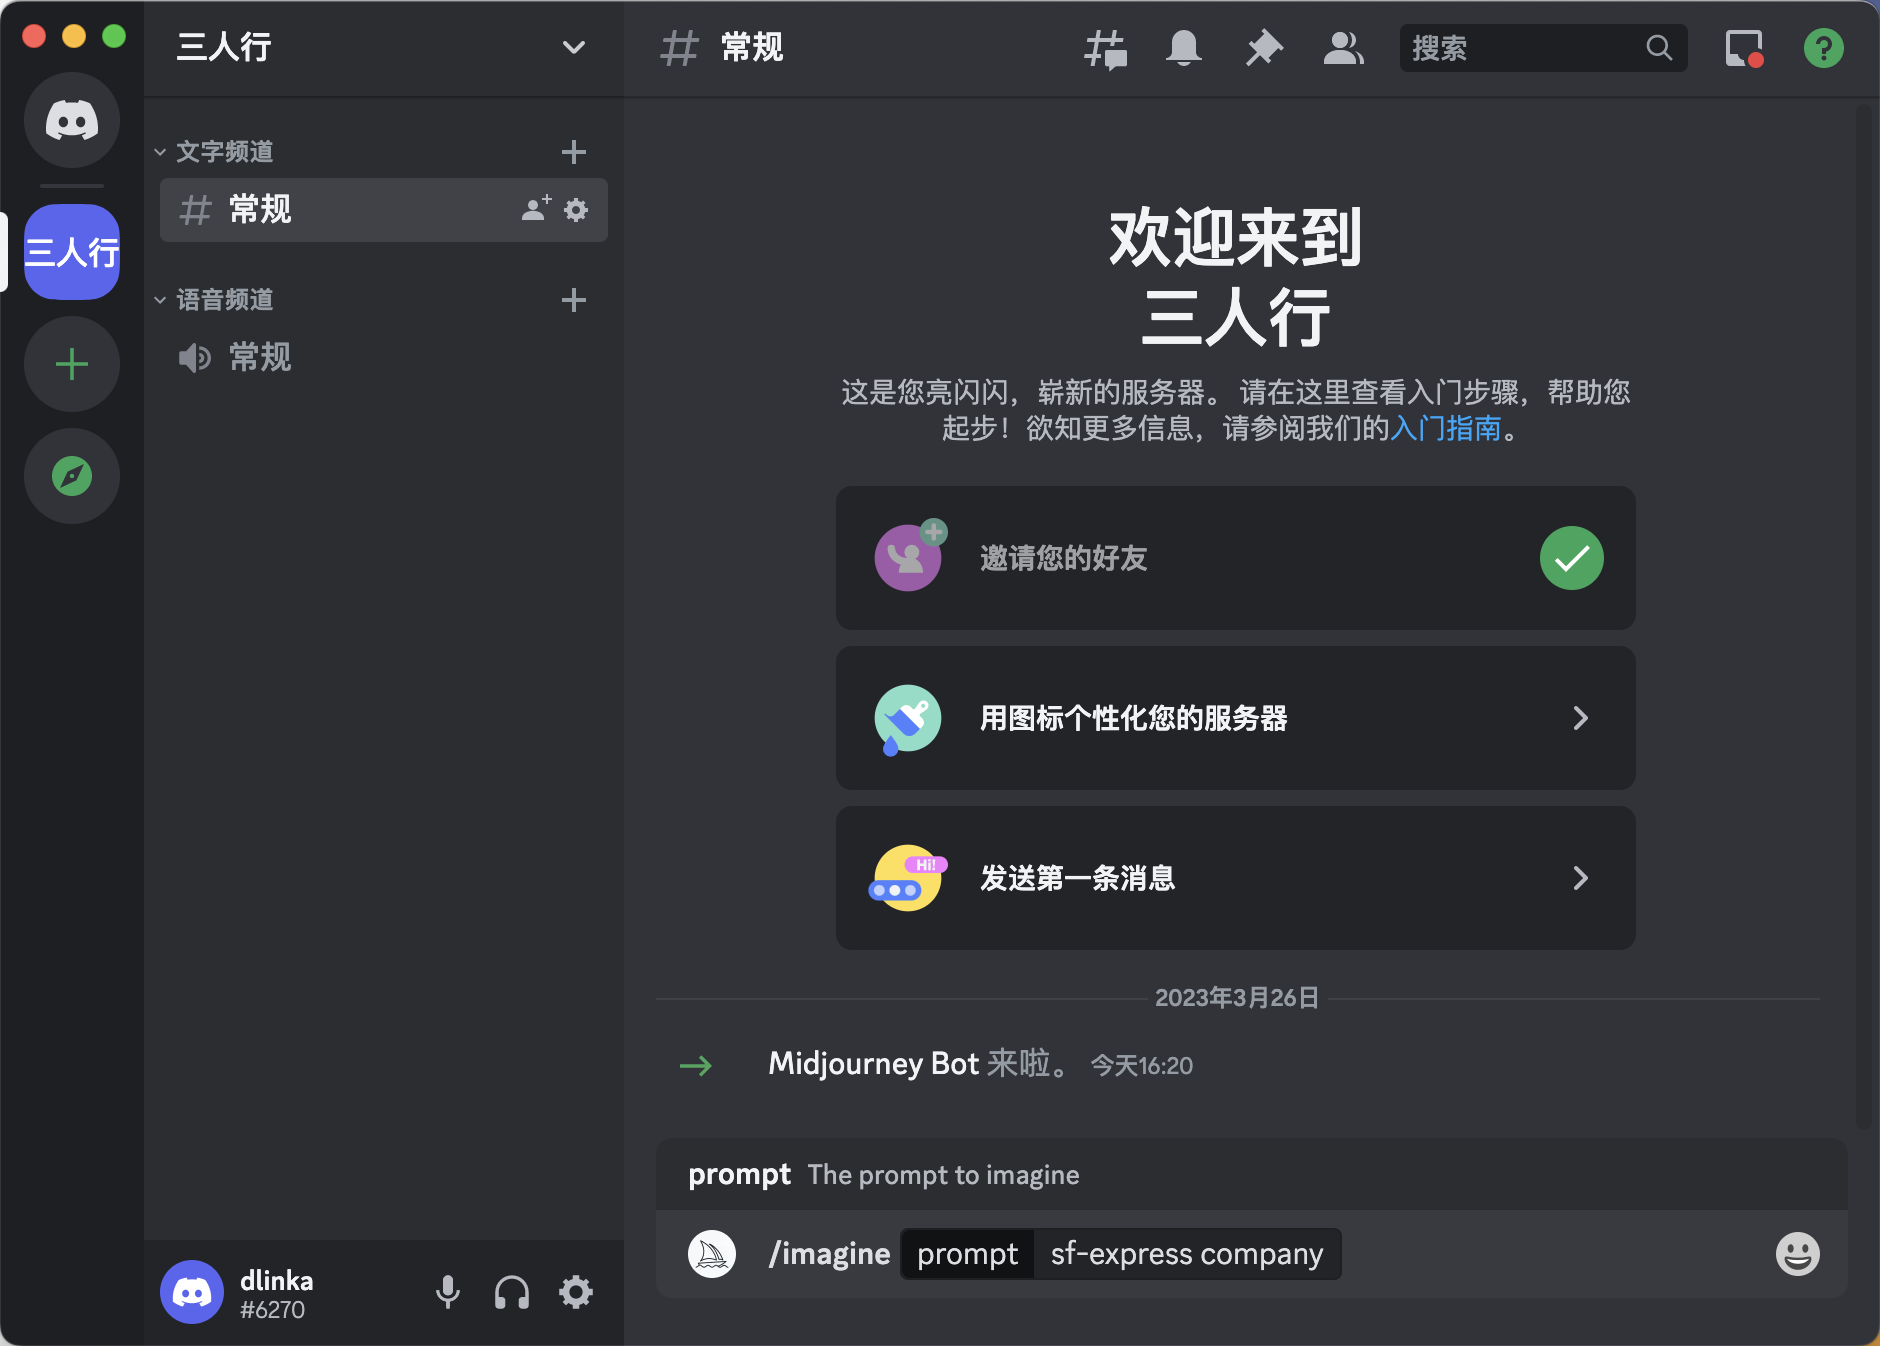 三人行
常规
搜索
三人行
文字频道
常规
语音频道
常规
欢迎来到
三人行
这是您亮闪闪，崭新的服务器。 请在这里查看入门步骤，帮助您
起步！欲知更多信息，请参阅我们的入门指南。
邀请您的好友
用图标个性化您的服务器
Hi!
发送第一条消息
2023年3月26日
Midjourney Bot 来啦。 今天16:20
prompt The prompt to imagine
/imagine prompt sf-express company
dlinka
#6270